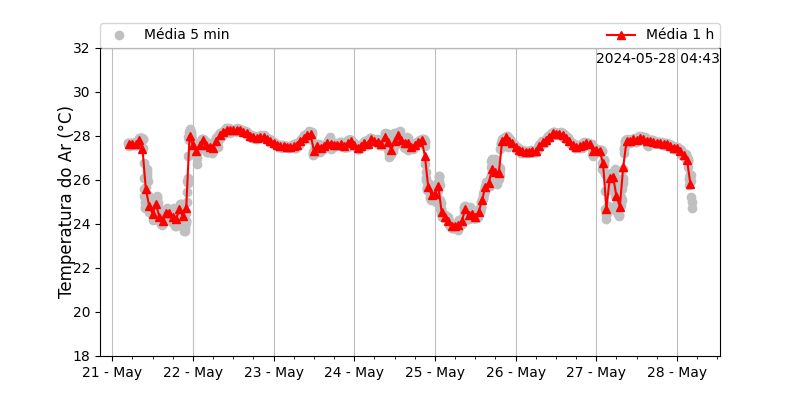 Média 5 min
Média 1 h
2024-05-28 04:43
Temperatura do Ar (°C)
32
30
28
26
24
22
20
18
21 - May
22 - May
23 - May
24 - May
25 - May
26 - May
27 - May
28 - May